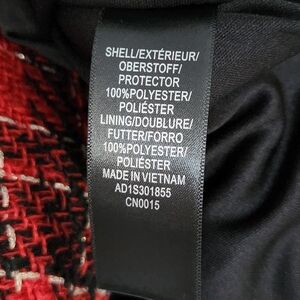 SHELL/EXTÉRIEUR/
OBERSTOFF/
PROTECTOR
100%POLYESTER/
POLIÉSTER
LINING/DOUBLURE/
FUTTER/FORRO
100%POLYESTER/
POLIÉSTER
MADE IN VIETNAM
AD1S301855
CN0015